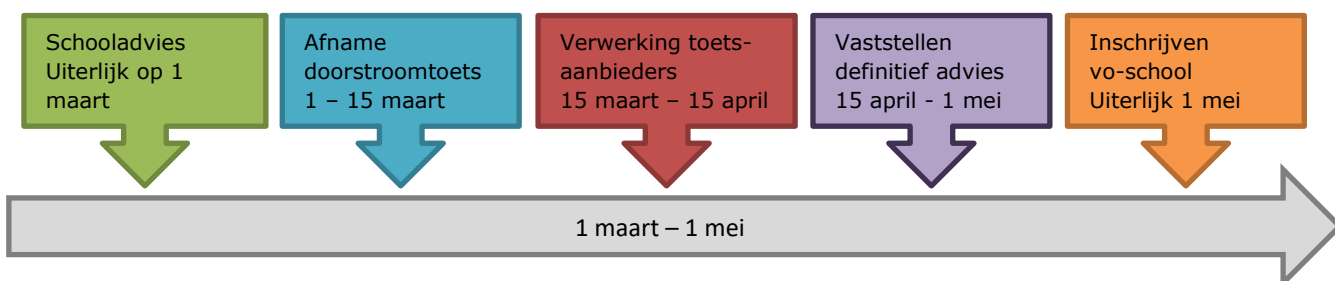 Schooladvies
Uiterlijk op 1
maart
Afname
doorstroomtoets
1 – 15 maart
Verwerking toets-
aanbieders
15 maart – 15 april
Vaststellen
definitief advies
15 april - 1 mei
Inschrijven
vo-school
Uiterlijk 1 mei
1 maart – 1 mei